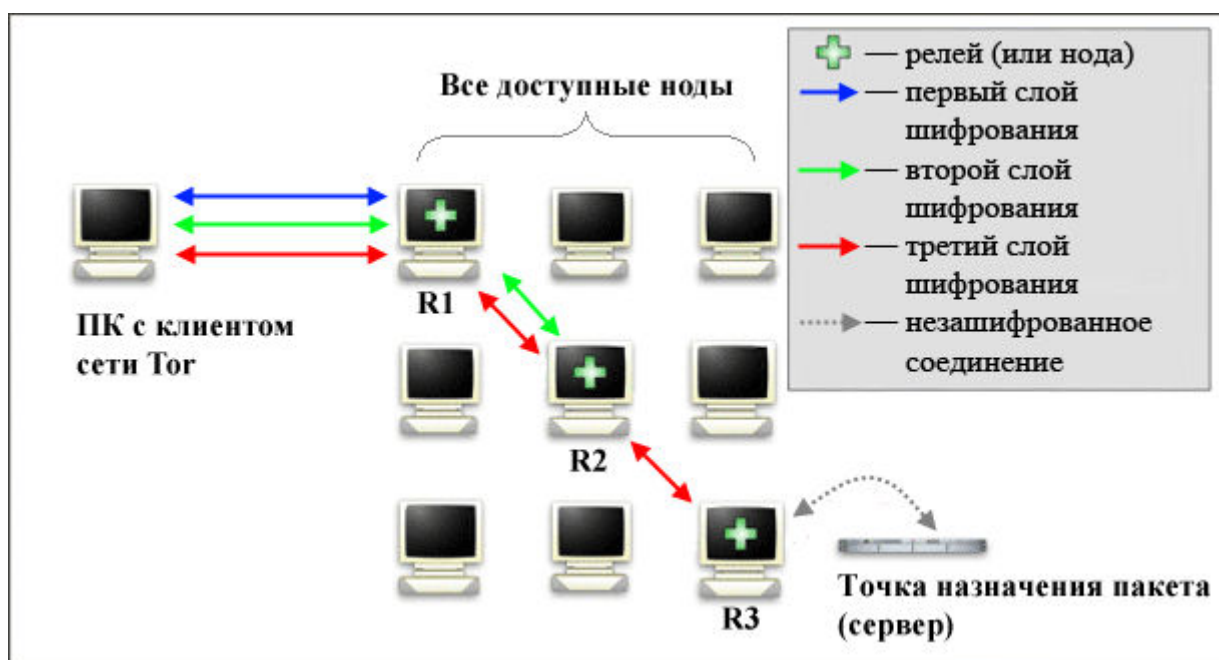 Все доступные ноды
— релей (или нода)
— первый слой
шифрования
— второй слой
шифрования
— третий слой
шифрования
— незашифрованное
соединение
ПК с клиентом
сети Tor
R1
R2
R3
Точка назначения пакета
(сервер)